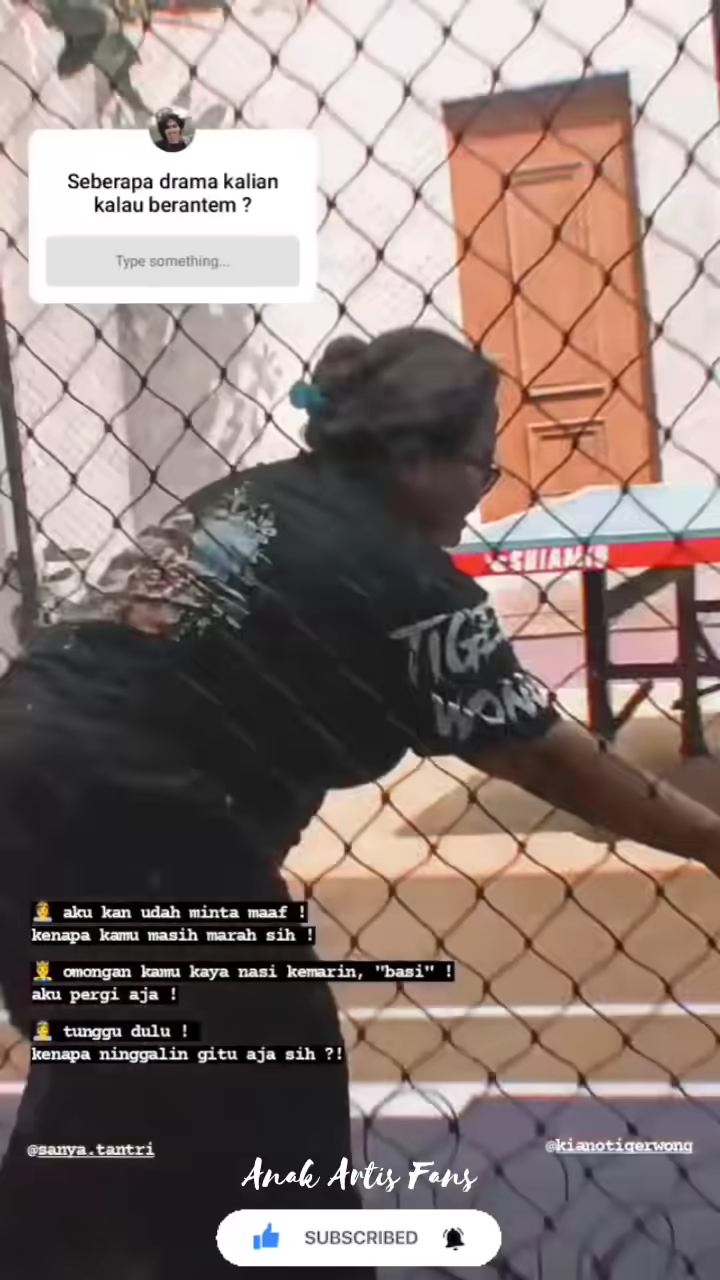 Seberapa drama kalian
kalau berantem ?
Type something...
TIGER
WONG
👰 aku kan udah minta maaf !
kenapa kamu masih marah sih !
🤴 omongan kamu kaya nasi kemarin, "basi" !
aku pergi aja !
👰 tunggu dulu !
kenapa ninggalin gitu aja sih ?!
@sanya.tantri
@kianotigerwong
Anak Artis Fans
SUBSCRIBED